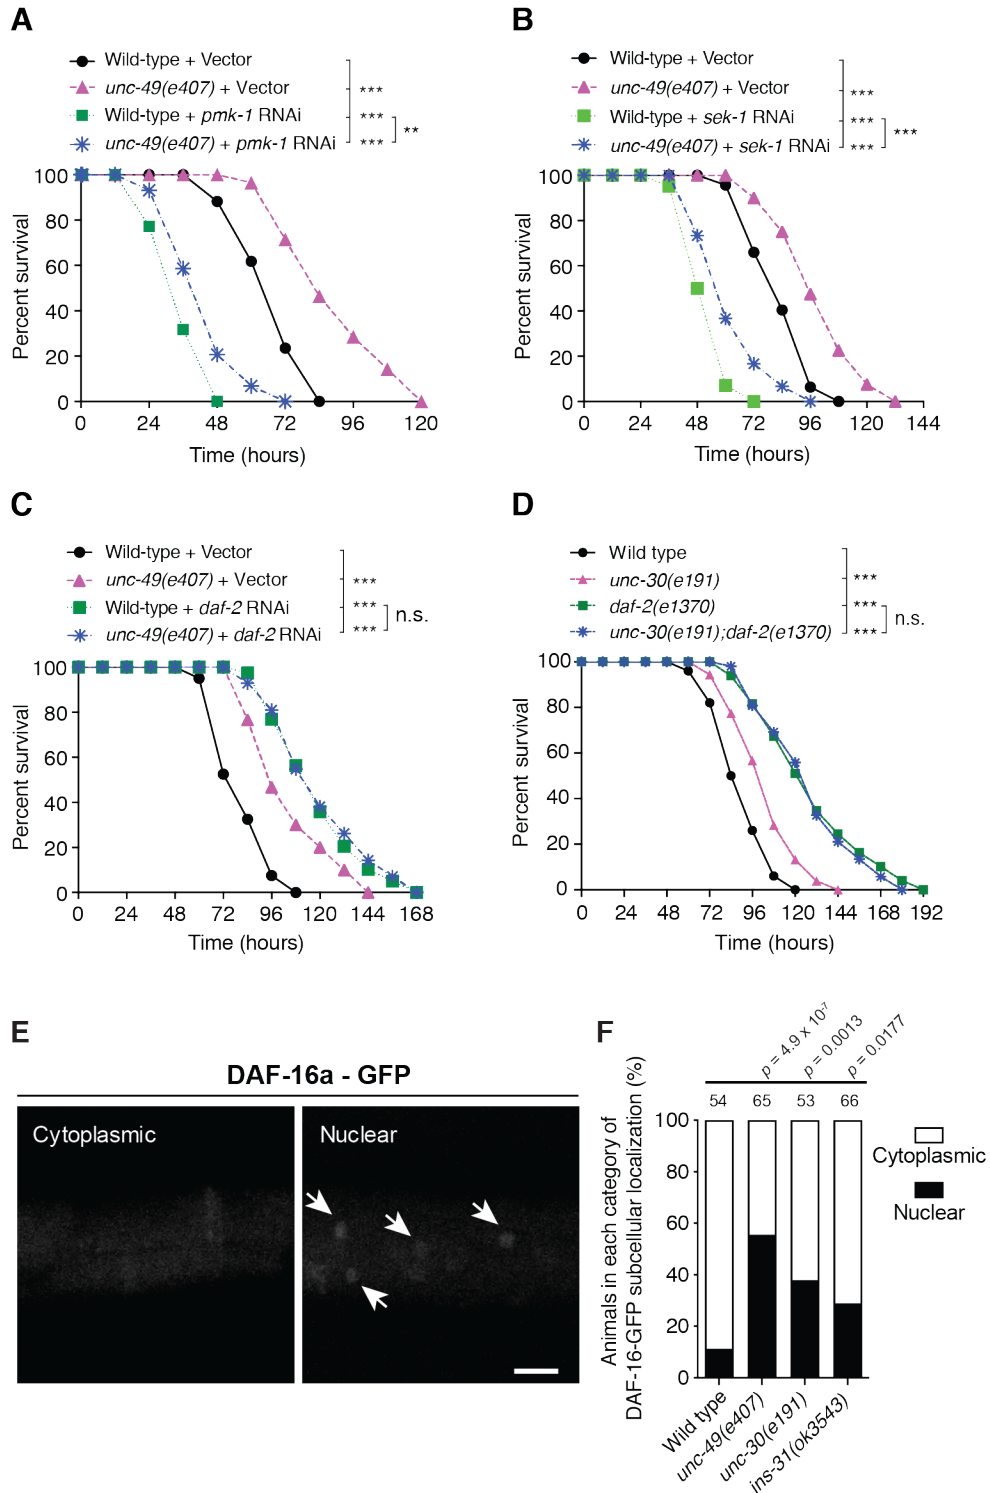 A
Wild-type + Vector
unc-49(e407) + Vector
Wild-type + pmk-1 RNAi
unc-49(e407) + pmk-1 RNAi
***
***
***
**
Percent survival
100
80
60
40
20
0
0 24 48 72 96 120
Time (hours)
B
Wild-type + Vector
unc-49(e407) + Vector
Wild-type + sek-1 RNAi
unc-49(e407) + sek-1 RNAi
***
***
***
***
Percent survival
100
80
60
40
20
0
0 24 48 72 96 120 144
Time (hours)
C
Wild-type + Vector
unc-49(e407) + Vector
Wild-type + daf-2 RNAi
unc-49(e407) + daf-2 RNAi
***
***
***
n.s.
Percent survival
100
80
60
40
20
0
0 24 48 72 96 120 144 168
Time (hours)
D
Wild type
unc-30(e191)
daf-2(e1370)
unc-30(e191);daf-2(e1370)
***
***
***
n.s.
Percent survival
100
80
60
40
20
0
0 24 48 72 96 120 144 168 192
Time (hours)
E
DAF-16a - GFP
Cytoplasmic
Nuclear
F
p = 4.9 x 10-7
p = 0.0013
p = 0.0177
54 65 53 66
Animals in each category of
DAF-16-GFP subcellular localization (%)
100
80
60
40
20
0
Wild type
unc-49(e407)
unc-30(e191)
ins-31(ok3543)
Cytoplasmic
Nuclear